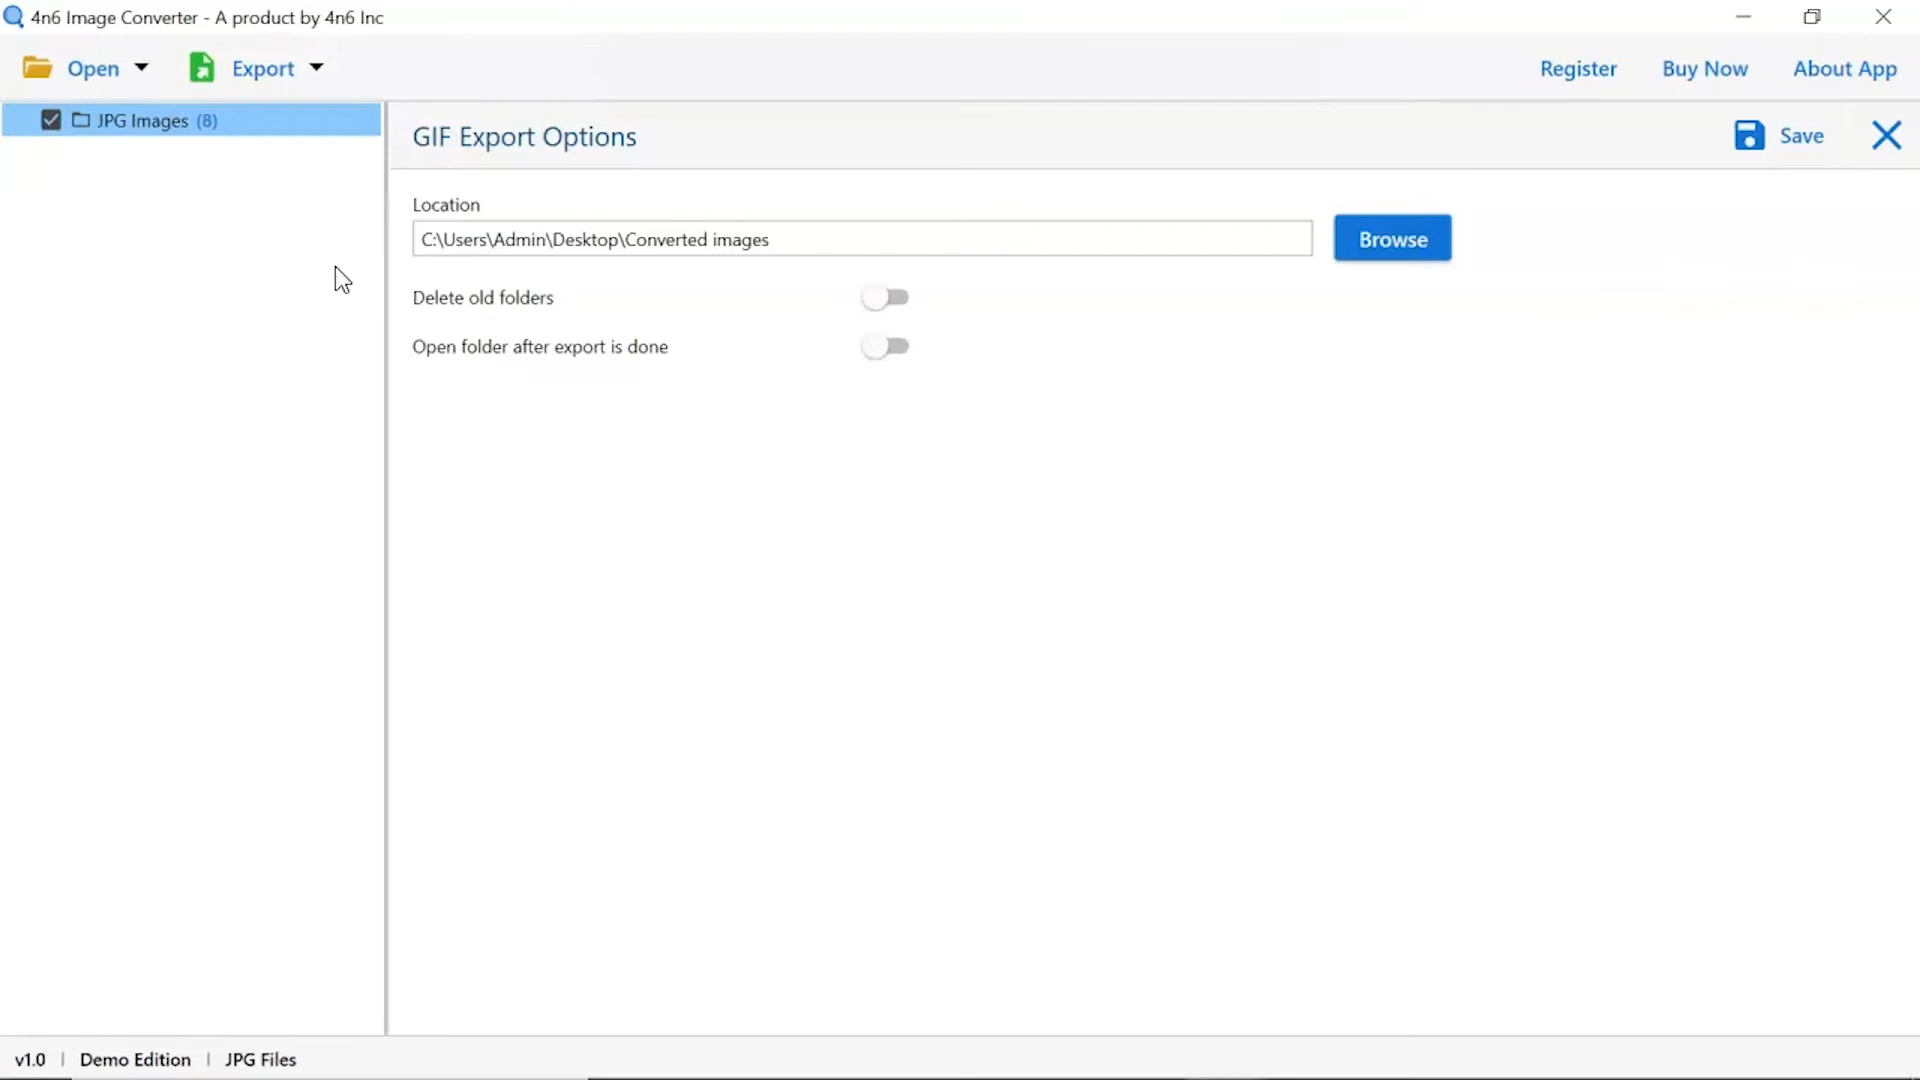 4n6 Image Converter - A product by 4n6 Inc
Open Export Register Buy Now About App
JPG Images (8)
GIF Export Options Save
Location
C:\Users\Admin\Desktop\Converted images Browse
Delete old folders
Open folder after export is done
v1.0 | Demo Edition | JPG Files